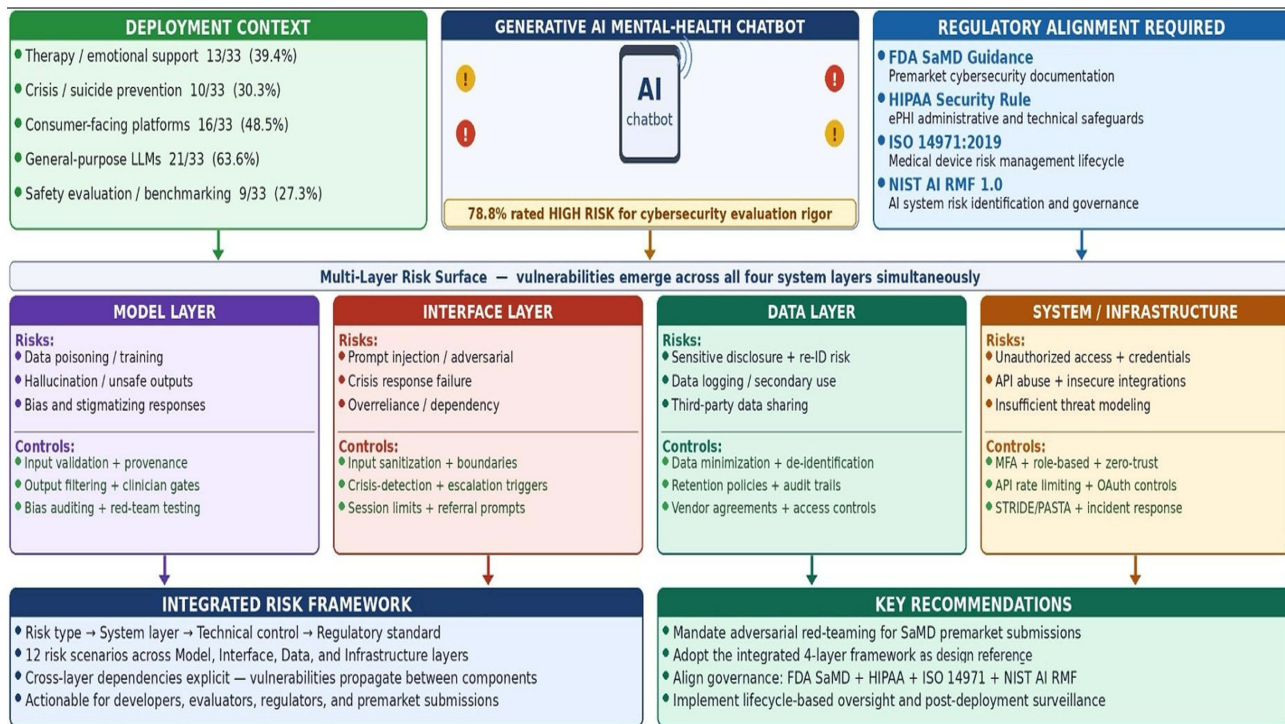 DEPLOYMENT CONTEXT
Therapy / emotional support 13/33 (39.4%)
Crisis / suicide prevention 10/33 (30.3%)
Consumer-facing platforms 16/33 (48.5%)
General-purpose LLMs 21/33 (63.6%)
Safety evaluation / benchmarking 9/33 (27.3%)
GENERATIVE AI MENTAL-HEALTH CHATBOT
! !
AI
chatbot
! !
78.8% rated HIGH RISK for cybersecurity evaluation rigor
REGULATORY ALIGNMENT REQUIRED
FDA SaMD Guidance
Premarket cybersecurity documentation
HIPAA Security Rule
ePHI administrative and technical safeguards
ISO 14971:2019
Medical device risk management lifecycle
NIST AI RMF 1.0
AI system risk identification and governance
Multi-Layer Risk Surface — vulnerabilities emerge across all four system layers simultaneously
MODEL LAYER
Risks:
Data poisoning / training
Hallucination / unsafe outputs
Bias and stigmatizing responses
Controls:
Input validation + provenance
Output filtering + clinician gates
Bias auditing + red-team testing
INTERFACE LAYER
Risks:
Prompt injection / adversarial
Crisis response failure
Overreliance / dependency
Controls:
Input sanitization + boundaries
Crisis-detection + escalation triggers
Session limits + referral prompts
DATA LAYER
Risks:
Sensitive disclosure + re-ID risk
Data logging / secondary use
Third-party data sharing
Controls:
Data minimization + de-identification
Retention policies + audit trails
Vendor agreements + access controls
SYSTEM / INFRASTRUCTURE
Risks:
Unauthorized access + credentials
API abuse + insecure integrations
Insufficient threat modeling
Controls:
MFA + role-based + zero-trust
API rate limiting + OAuth controls
STRIDE/PASTA + incident response
INTEGRATED RISK FRAMEWORK
Risk type → System layer → Technical control → Regulatory standard
12 risk scenarios across Model, Interface, Data, and Infrastructure layers
Cross-layer dependencies explicit — vulnerabilities propagate between components
Actionable for developers, evaluators, regulators, and premarket submissions
KEY RECOMMENDATIONS
Mandate adversarial red-teaming for SaMD premarket submissions
Adopt the integrated 4-layer framework as design reference
Align governance: FDA SaMD + HIPAA + ISO 14971 + NIST AI RMF
Implement lifecycle-based oversight and post-deployment surveillance